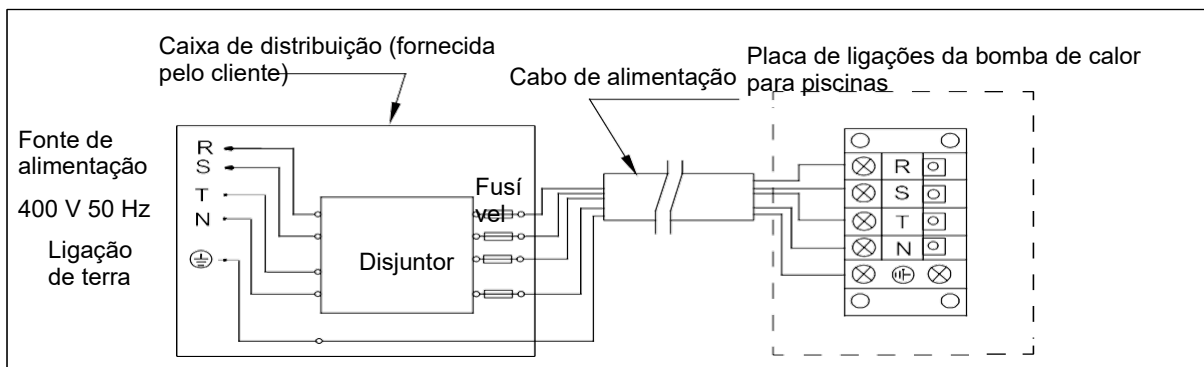 Caixa de distribuição (fornecida
pelo cliente)
Cabo de alimentação
Placa de ligações da bomba de calor
para piscinas
Fonte de
alimentação
400 V 50 Hz
Ligação
de terra
R
S
T
N
Disjuntor
Fusí
vel
R
S
T
N